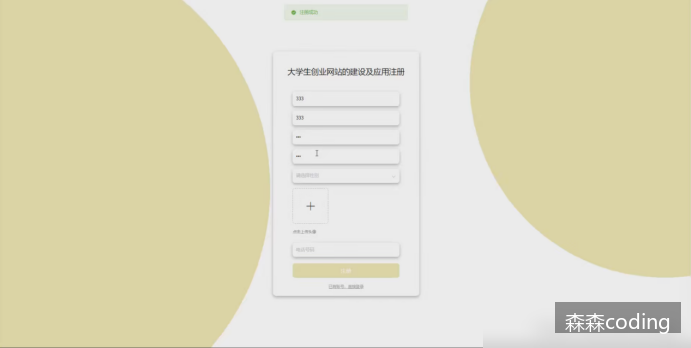 注册成功
大学生创业网站的建设及应用注册
333
333
•••
•••
请选择性别
点击上传头像
电话号码
注册
已有账号，直接登录
森森coding